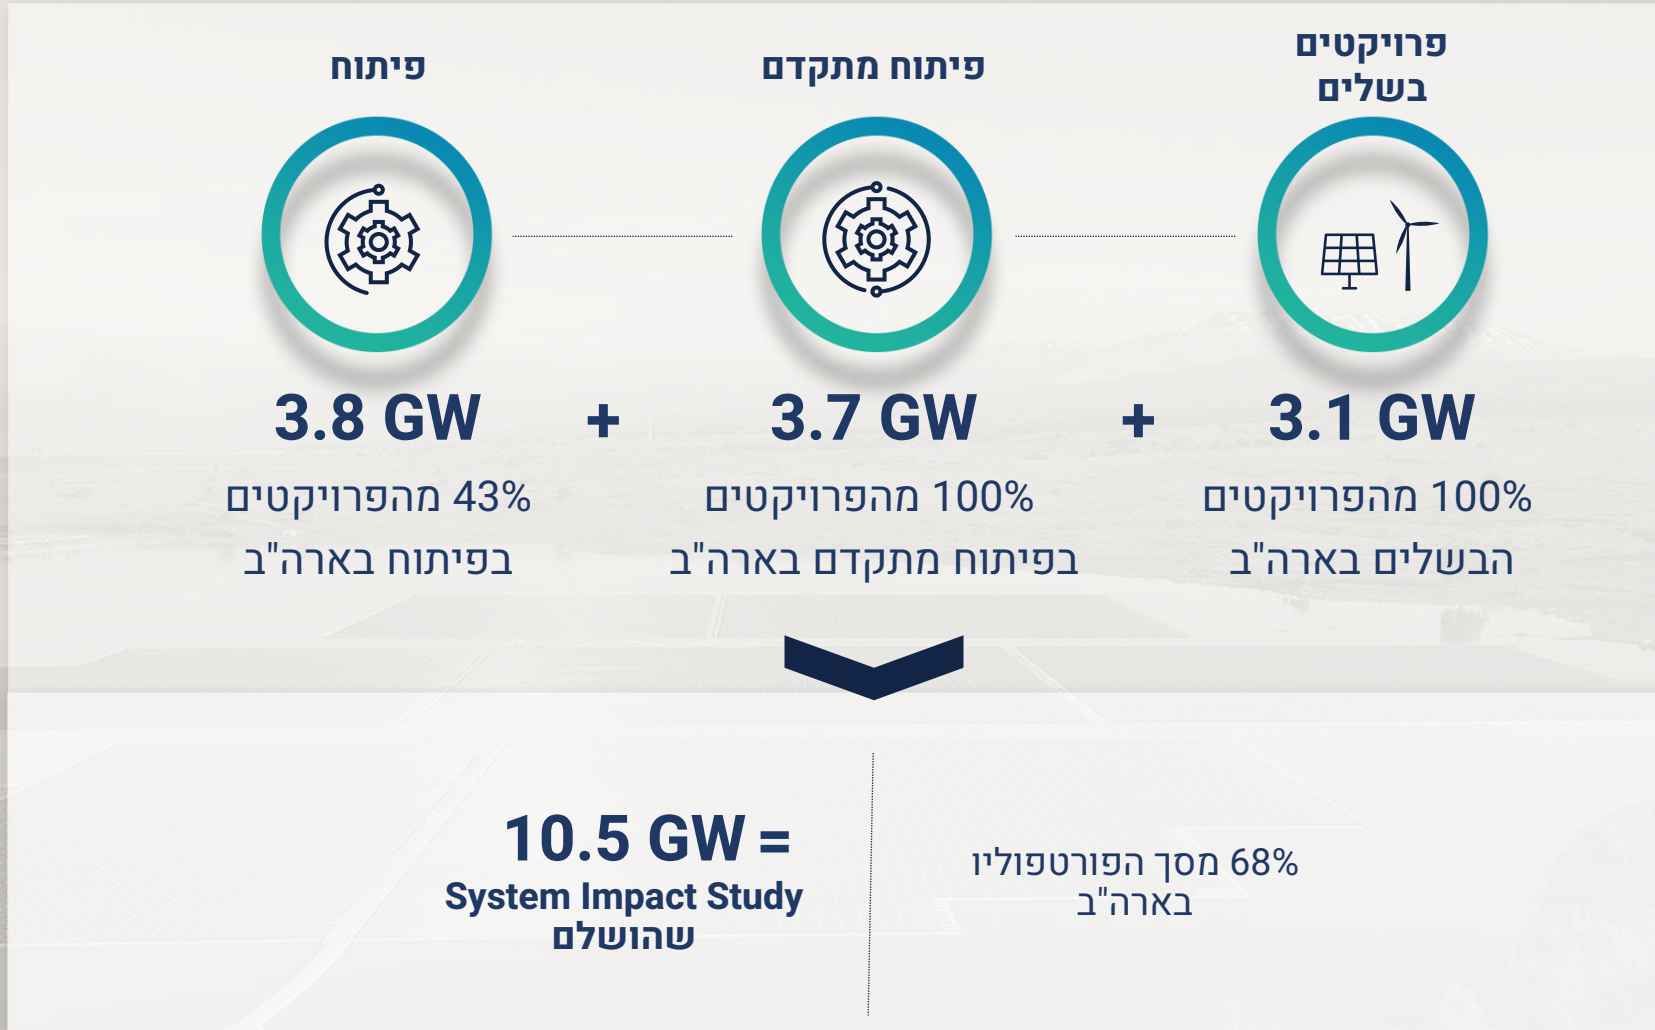 פרויקטים
בשלים
פיתוח מתקדם
פיתוח
3.1 GW
+
3.7 GW
+
3.8 GW
100% מהפרויקטים
הבשלים בארה"ב
100% מהפרויקטים
בפיתוח מתקדם בארה"ב
43% מהפרויקטים
בפיתוח בארה"ב
68% מסך הפורטפוליו
בארה"ב
10.5 GW =
System Impact Study
שהושלם